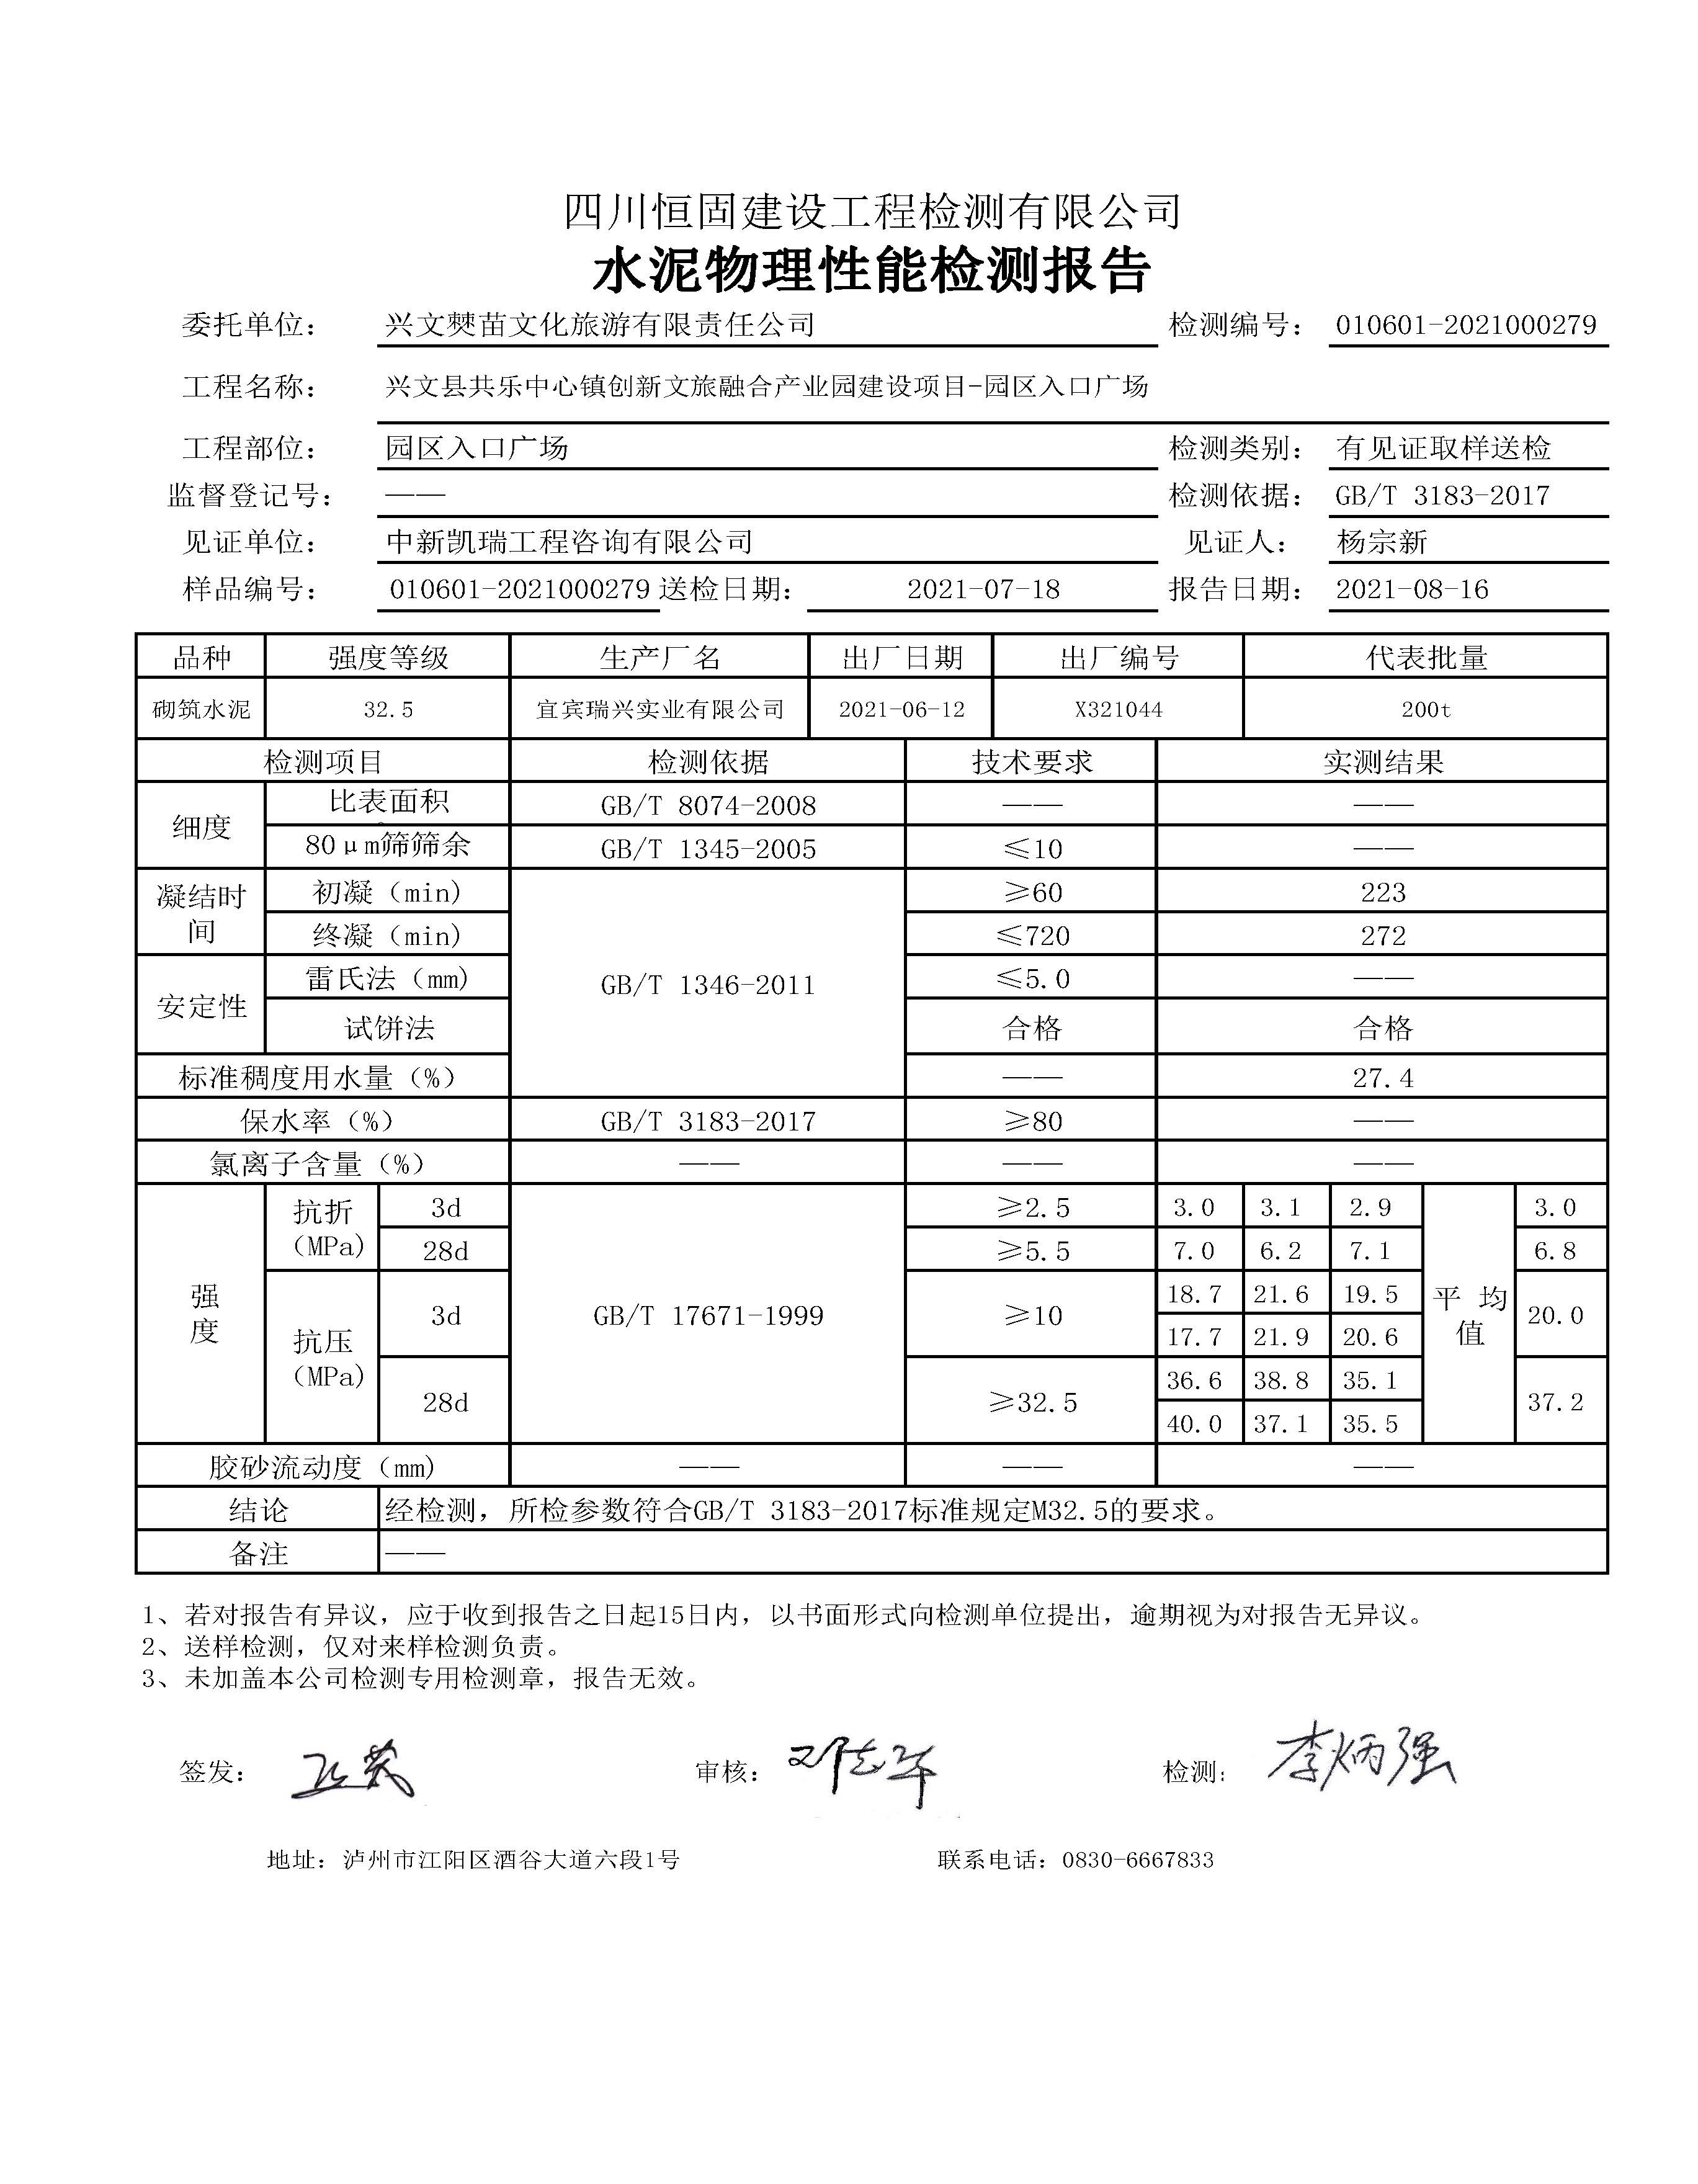 四川恒固建设工程检测有限公司
水泥物理性能检测报告
委托单位： 兴文僰苗文化旅游有限责任公司 检测编号： 010601-2021000279
工程名称： 兴文县共乐中心镇创新文旅融合产业园建设项目-园区入口广场
工程部位： 园区入口广场 检测类别： 有见证取样送检
监督登记号： —— 检测依据： GB/T 3183-2017
见证单位： 中新凯瑞工程咨询有限公司 见证人： 杨宗新
样品编号： 010601-2021000279 送检日期： 2021-07-18 报告日期： 2021-08-16
品种 强度等级 生产厂名 出厂日期 出厂编号 代表批量
砌筑水泥 32.5 宜宾瑞兴实业有限公司 2021-06-12 X321044 200t
检测项目 检测依据 技术要求 实测结果
细度 比表面积 GB/T 8074-2008 —— ——
80μm筛筛余 GB/T 1345-2005 ≤10 ——
凝结时间 初凝（min） GB/T 1346-2011 ≥60 223
终凝（min） ≤720 272
安定性 雷氏法（mm） ≤5.0 ——
试饼法 合格 合格
标准稠度用水量（%） —— 27.4
保水率（%） GB/T 3183-2017 ≥80 ——
氯离子含量（%） —— —— ——
强度 抗折（MPa） 3d GB/T 17671-1999 ≥2.5 3.0 3.1 2.9 平均值 3.0
28d ≥5.5 7.0 6.2 7.1 6.8
抗压（MPa） 3d ≥10 18.7 21.6 19.5 20.0
17.7 21.9 20.6
28d ≥32.5 36.6 38.8 35.1 37.2
40.0 37.1 35.5
胶砂流动度（mm） —— —— ——
结论 经检测，所检参数符合GB/T 3183-2017标准规定M32.5的要求。
备注 ——
1、若对报告有异议，应于收到报告之日起15日内，以书面形式向检测单位提出，逾期视为对报告无异议。
2、送样检测，仅对来样检测负责。
3、未加盖本公司检测专用检测章，报告无效。
签发： 审核： 邓志华 检测： 李炳强
地址：泸州市江阳区酒谷大道六段1号 联系电话：0830-6667833